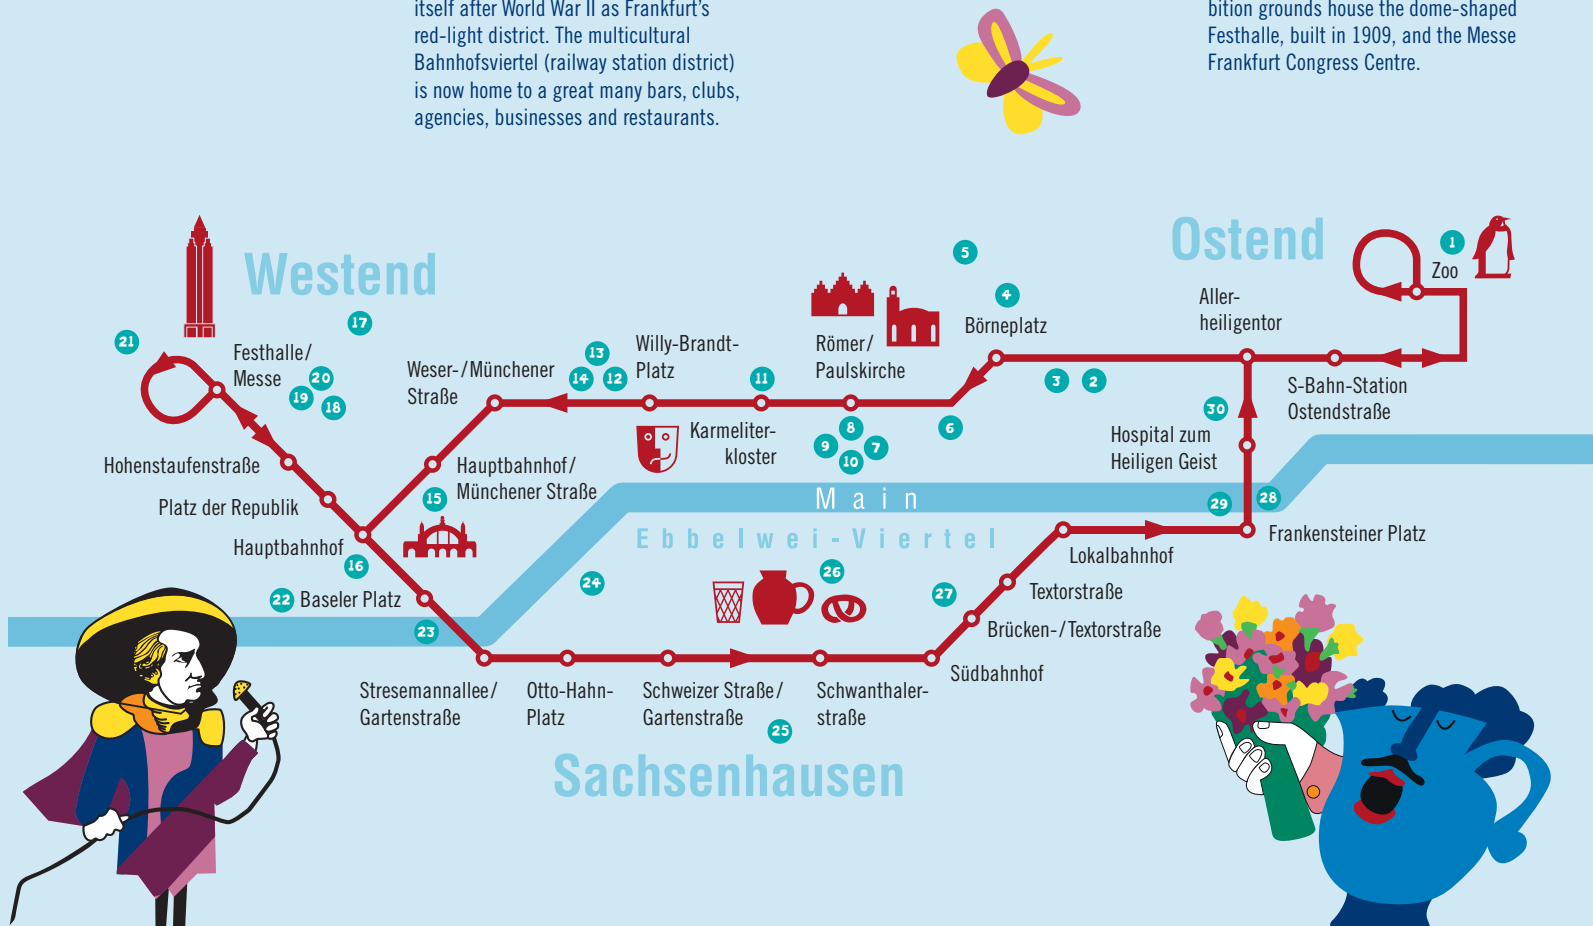 itself after World War II as Frankfurt's
red-light district. The multicultural
Bahnhofsviertel (railway station district)
is now home to a great many bars, clubs,
agencies, businesses and restaurants.
bition grounds house the dome-shaped
Festhalle, built in 1909, and the Messe
Frankfurt Congress Centre.
Westend
Ostend
1
Zoo
5
4
Börneplatz
Aller-
heiligentor
17
21
Festhalle/
Messe
20
19
18
Weser-/Münchener
Straße
13
14
12
Willy-Brandt-
Platz
11
Römer/
Paulskirche
3
2
S-Bahn-Station
Ostendstraße
30
6
8
9
7
10
Karmeliter-
kloster
Hospital zum
Heiligen Geist
Hohenstaufenstraße
Hauptbahnhof/
Münchener Straße
15
Platz der Republik
Main
29
28
Hauptbahnhof
16
Ebbelwei-Viertel
Lokalbahnhof
Frankensteiner Platz
24
26
27
Textorstraße
22
Baseler Platz
23
Brücken-/Textorstraße
Südbahnhof
Stresemannallee/
Gartenstraße
Otto-Hahn-
Platz
Schweizer Straße/
Gartenstraße
Schwanthaler-
straße
25
Sachsenhausen